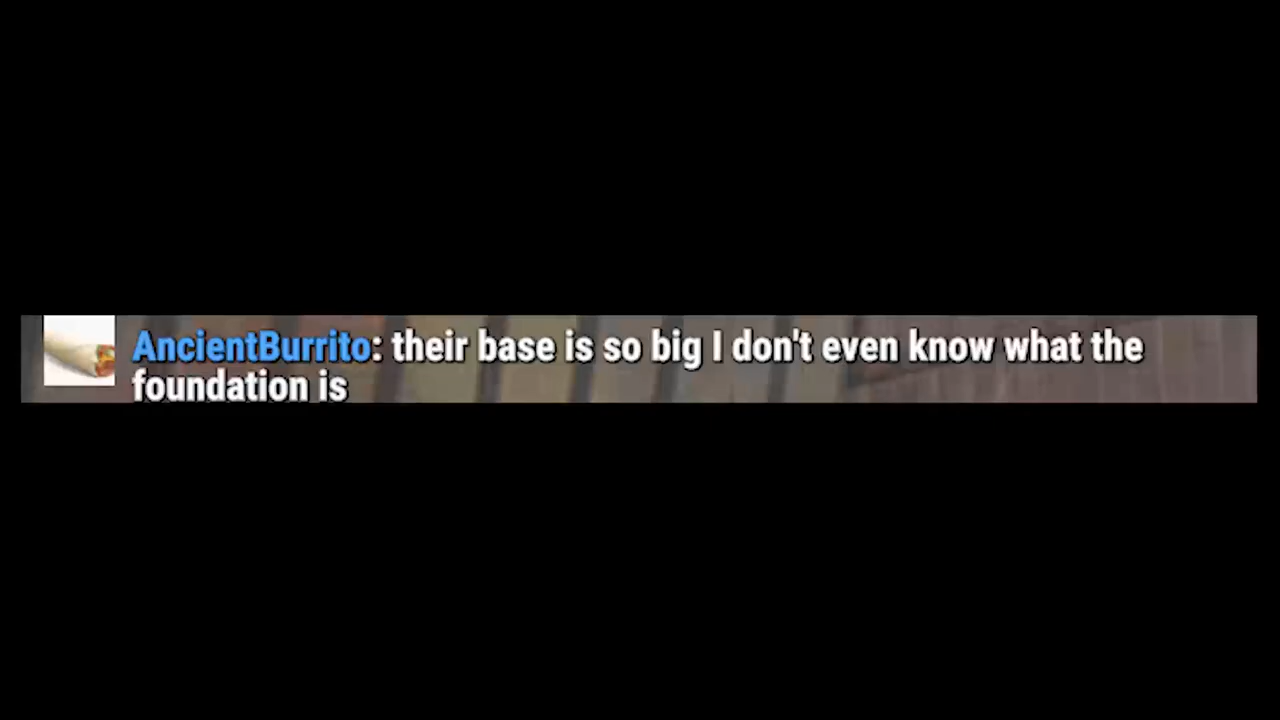 AncientBurrito: their base is so big I don't even know what the
foundation is